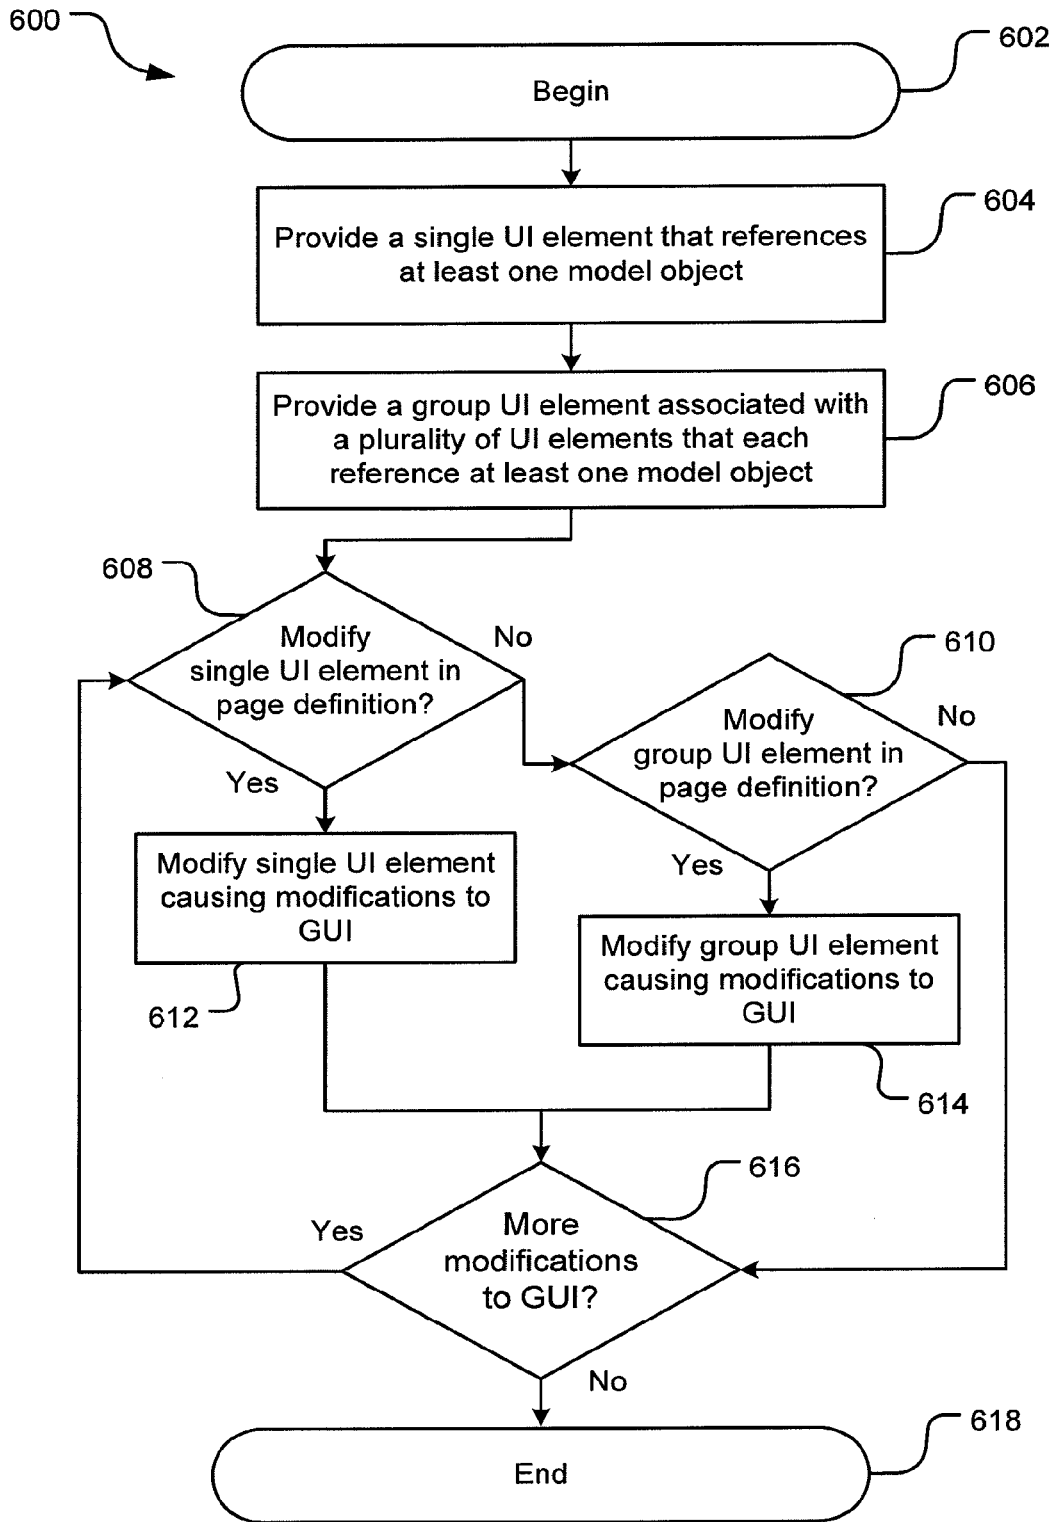 600
602
Begin
604
Provide a single UI element that references
at least one model object
606
Provide a group UI element associated with
a plurality of UI elements that each
reference at least one model object
608
Modify
single UI element in
page definition?
No
610
Modify
group UI element in
page definition?
No
Yes
Yes
Modify single UI element
causing modifications to
GUI
612
Modify group UI element
causing modifications to
GUI
614
616
Yes
More
modifications
to GUI?
No
618
End